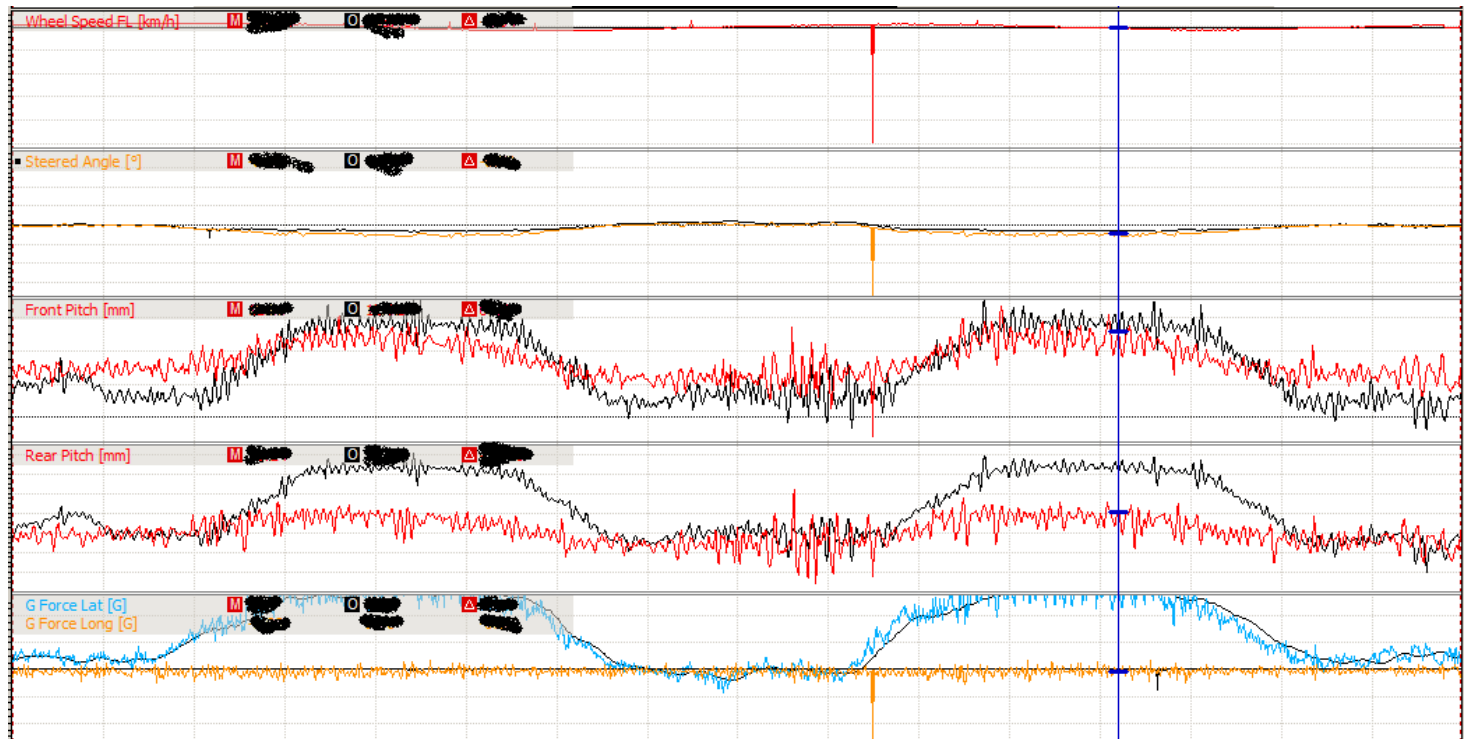 Wheel Speed FL [km/h] M O Δ
Steered Angle [°] M O Δ
Front Pitch [mm] M O Δ
Rear Pitch [mm] M O Δ
G Force Lat [G] M O Δ
G Force Long [G]